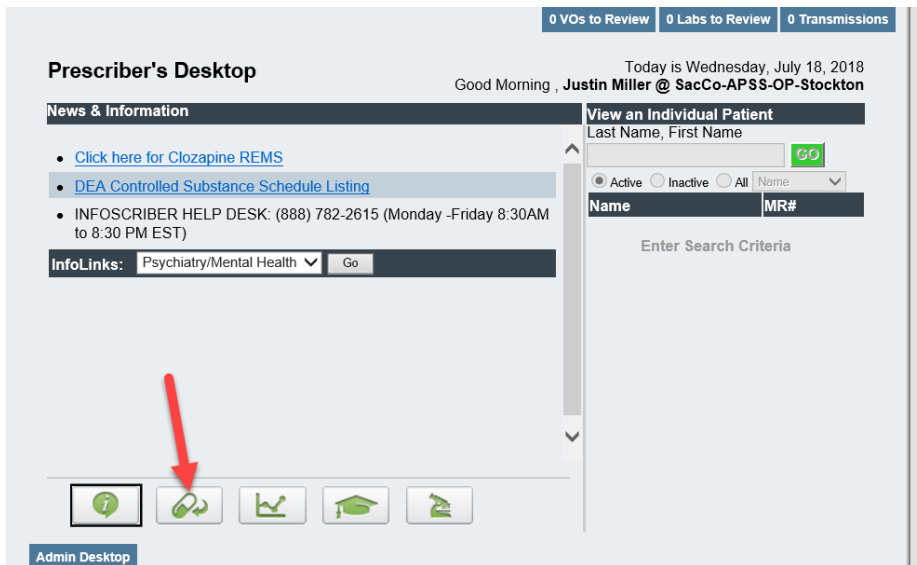 0 VOs to Review 0 Labs to Review 0 Transmissions
Prescriber's Desktop
Today is Wednesday, July 18, 2018
Good Morning , Justin Miller @ SacCo-APSS-OP-Stockton
News & Information
Click here for Clozapine REMS
DEA Controlled Substance Schedule Listing
INFOSCRIBER HELP DESK: (888) 782-2615 (Monday -Friday 8:30AM
to 8:30 PM EST)
InfoLinks: Psychiatry/Mental Health Go
View an Individual Patient
Last Name, First Name
GO
Active Inactive All Name
Name MR#
Enter Search Criteria
Admin Desktop